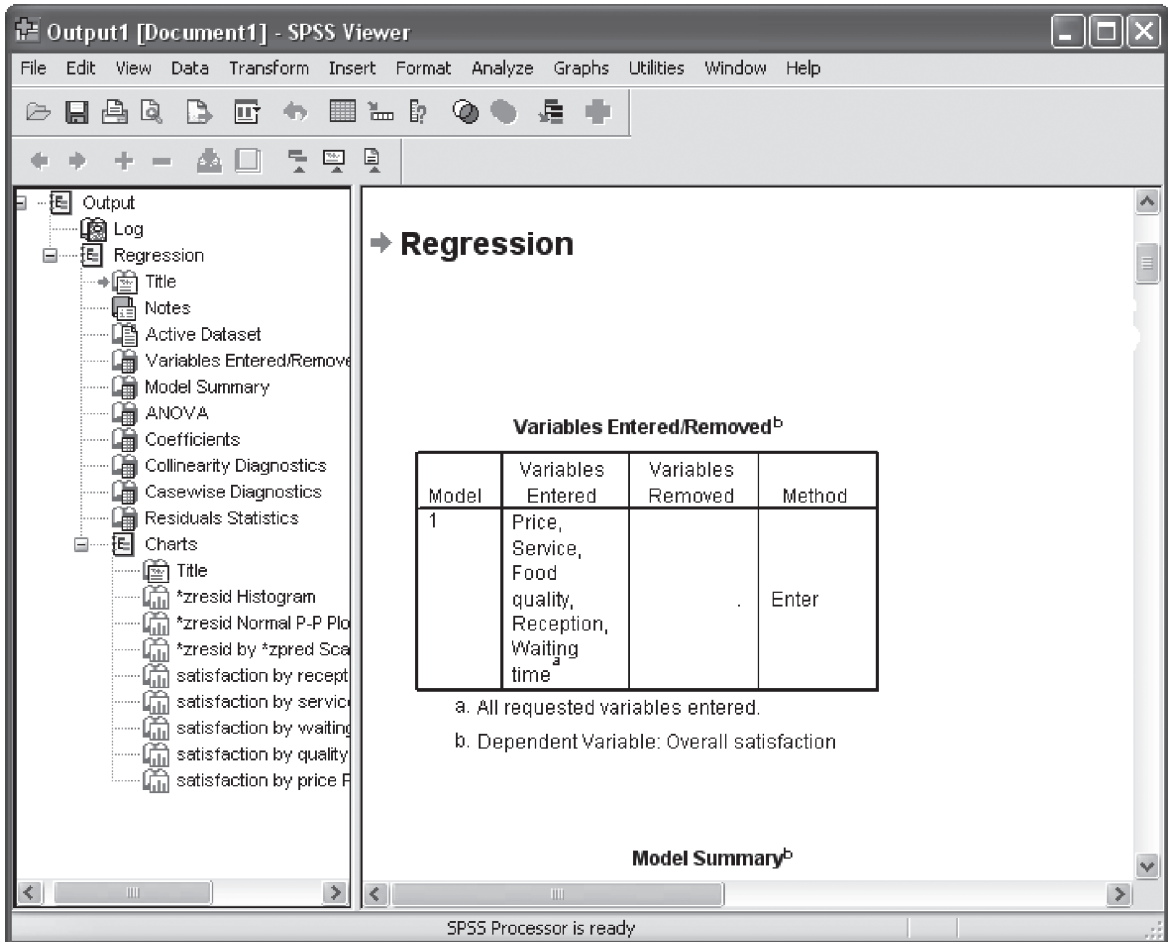 Output1 [Document1] - SPSS Viewer
File Edit View Data Transform Insert Format Analyze Graphs Utilities Window Help
Output
Log
Regression
Title
Notes
Active Dataset
Variables Entered/Remove
Model Summary
ANOVA
Coefficients
Collinearity Diagnostics
Casewise Diagnostics
Residuals Statistics
Charts
Title
*zresid Histogram
*zresid Normal P-P Plo
*zresid by *zpred Sca
satisfaction by recept
satisfaction by service
satisfaction by waiting
satisfaction by quality
satisfaction by price P
Regression
Variables Entered/Removed^b
Model Variables Entered Variables Removed Method
1 Price, Service, Food quality, Reception, Waiting time^a . Enter
a. All requested variables entered.
b. Dependent Variable: Overall satisfaction
Model Summary^b
SPSS Processor is ready